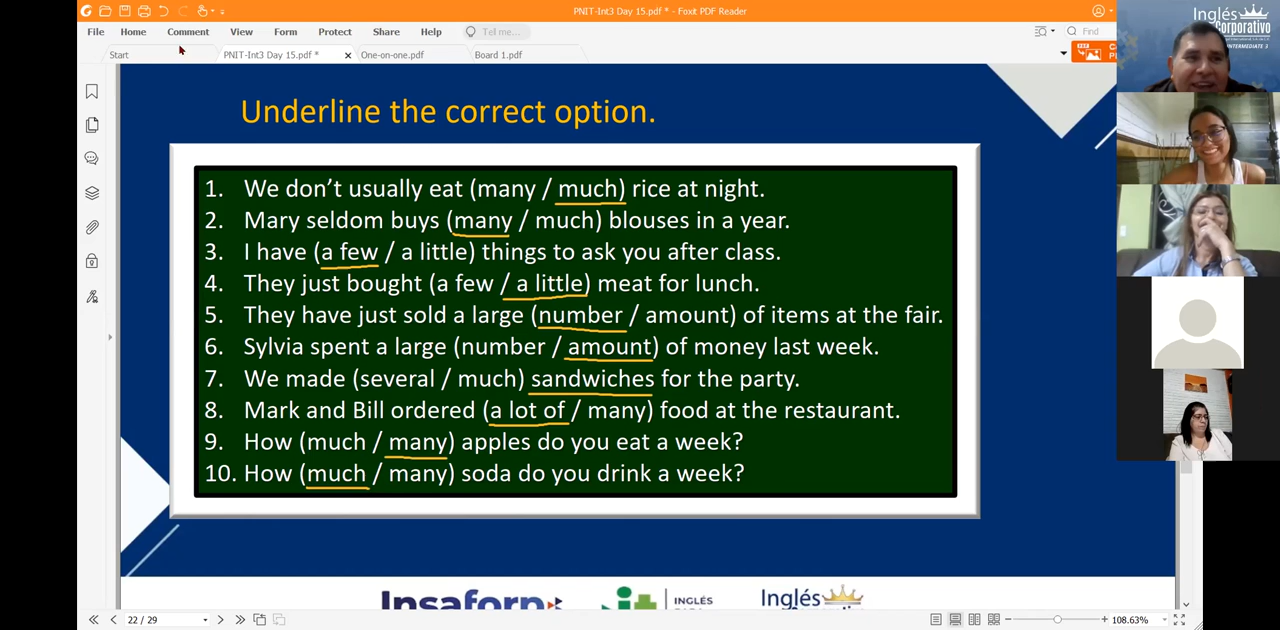 PNIT-Int3 Day 15.pdf * - Foxit PDF Reader
File Home Comment View Form Protect Share Help Tell me... Find
Start PNIT-Int3 Day 15.pdf * One-on-one.pdf Board 1.pdf
Inglés
Corporativo
INTERMEDIATE 3
Underline the correct option.
1. We don’t usually eat (many / much) rice at night.
2. Mary seldom buys (many / much) blouses in a year.
3. I have (a few / a little) things to ask you after class.
4. They just bought (a few / a little) meat for lunch.
5. They have just sold a large (number / amount) of items at the fair.
6. Sylvia spent a large (number / amount) of money last week.
7. We made (several / much) sandwiches for the party.
8. Mark and Bill ordered (a lot of / many) food at the restaurant.
9. How (much / many) apples do you eat a week?
10. How (much / many) soda do you drink a week?
Insaforp
INGLÉS
Inglés
22 / 29 108.63%